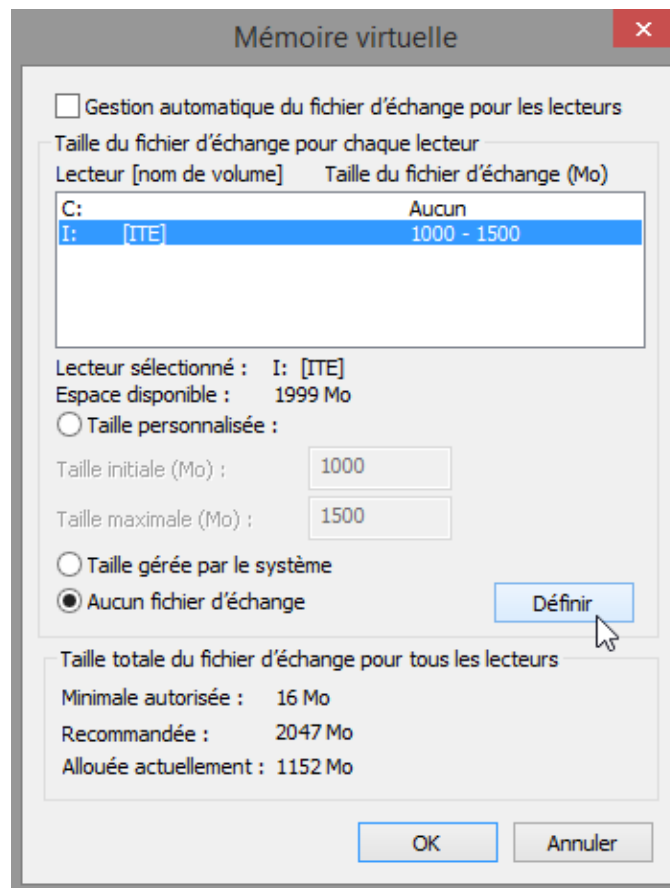 Mémoire virtuelle
Gestion automatique du fichier d'échange pour les lecteurs
Taille du fichier d'échange pour chaque lecteur
Lecteur [nom de volume] Taille du fichier d'échange (Mo)
C: Aucun
I: [ITE] 1000 - 1500
Lecteur sélectionné : I: [ITE]
Espace disponible : 1999 Mo
Taille personnalisée :
Taille initiale (Mo) : 1000
Taille maximale (Mo) : 1500
Taille gérée par le système
Aucun fichier d'échange Définir
Taille totale du fichier d'échange pour tous les lecteurs
Minimale autorisée : 16 Mo
Recommandée : 2047 Mo
Allouée actuellement : 1152 Mo
OK Annuler